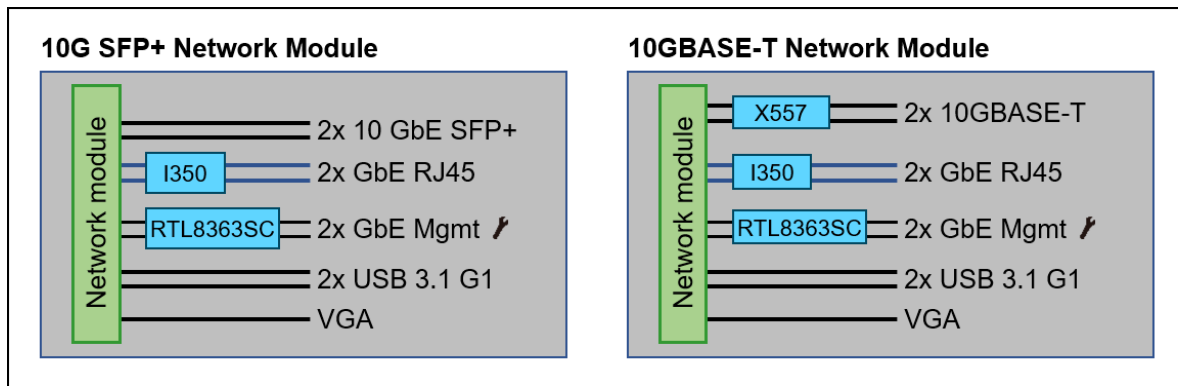 10G SFP+ Network Module
Network module
2x 10 GbE SFP+
I350
2x GbE RJ45
RTL8363SC
2x GbE Mgmt
2x USB 3.1 G1
VGA
10GBASE-T Network Module
Network module
X557
2x 10GBASE-T
I350
2x GbE RJ45
RTL8363SC
2x GbE Mgmt
2x USB 3.1 G1
VGA